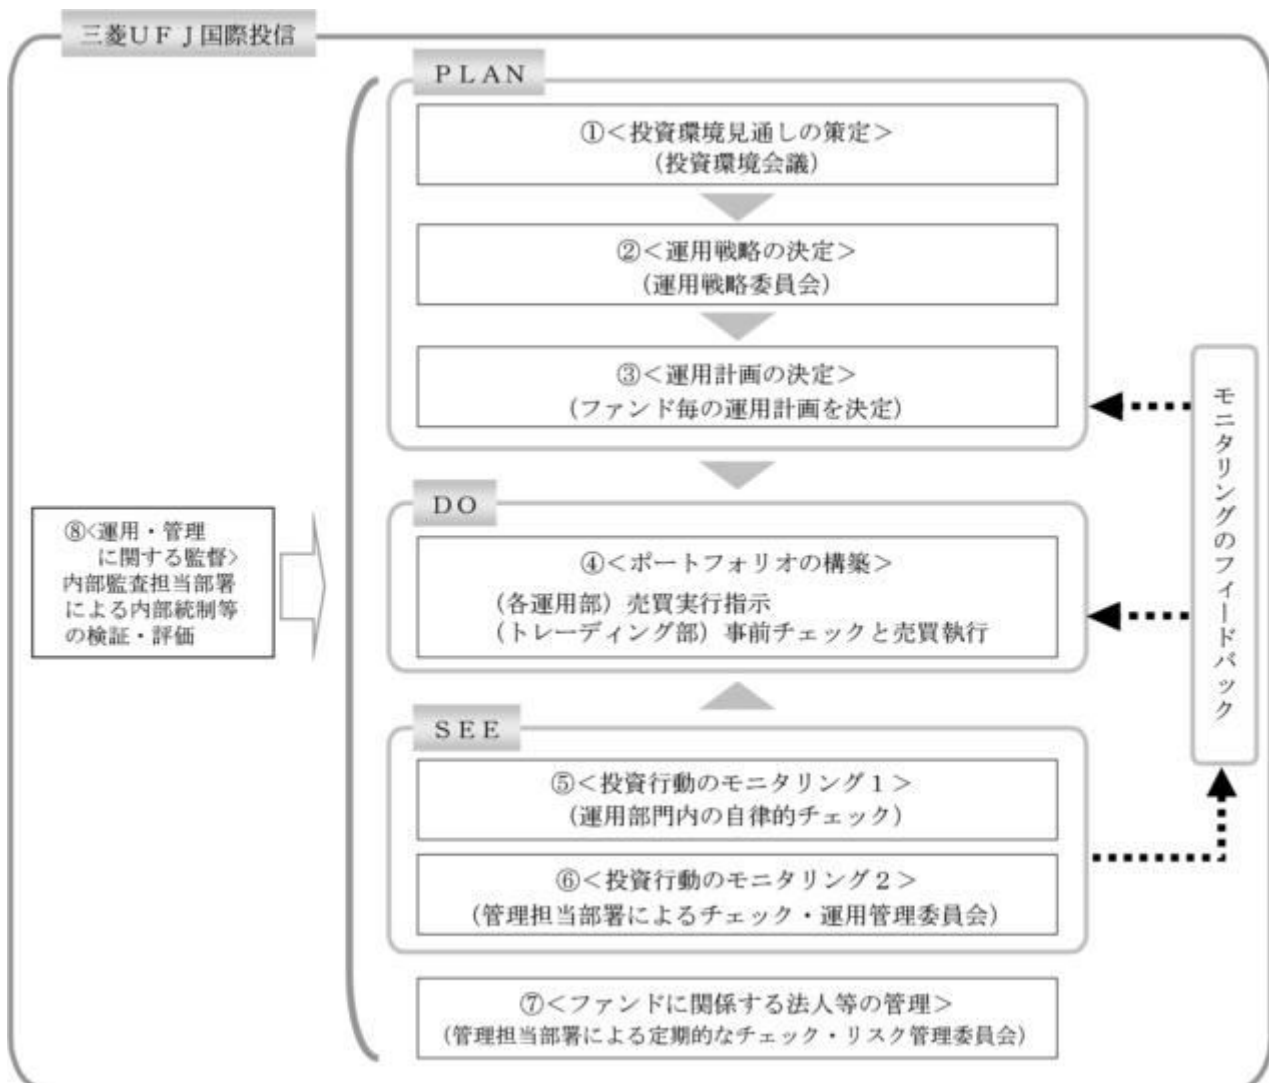 三菱UFJ国際投信
PLAN
①<投資環境見通しの策定>
(投資環境会議)
②<運用戦略の決定>
(運用戦略委員会)
③<運用計画の決定>
(ファンド毎の運用計画を決定)
DO
④<ポートフォリオの構築>
(各運用部)売買実行指示
(トレーディング部)事前チェックと売買執行
SEE
⑤<投資行動のモニタリング1>
(運用部門内の自律的チェック)
⑥<投資行動のモニタリング2>
(管理担当部署によるチェック・運用管理委員会)
⑦<ファンドに関係する法人等の管理>
(管理担当部署による定期的なチェック・リスク管理委員会)
⑧<運用・管理
に関する監督>
内部監査担当部署
による内部統制等
の検証・評価
モニタリングのフィードバック